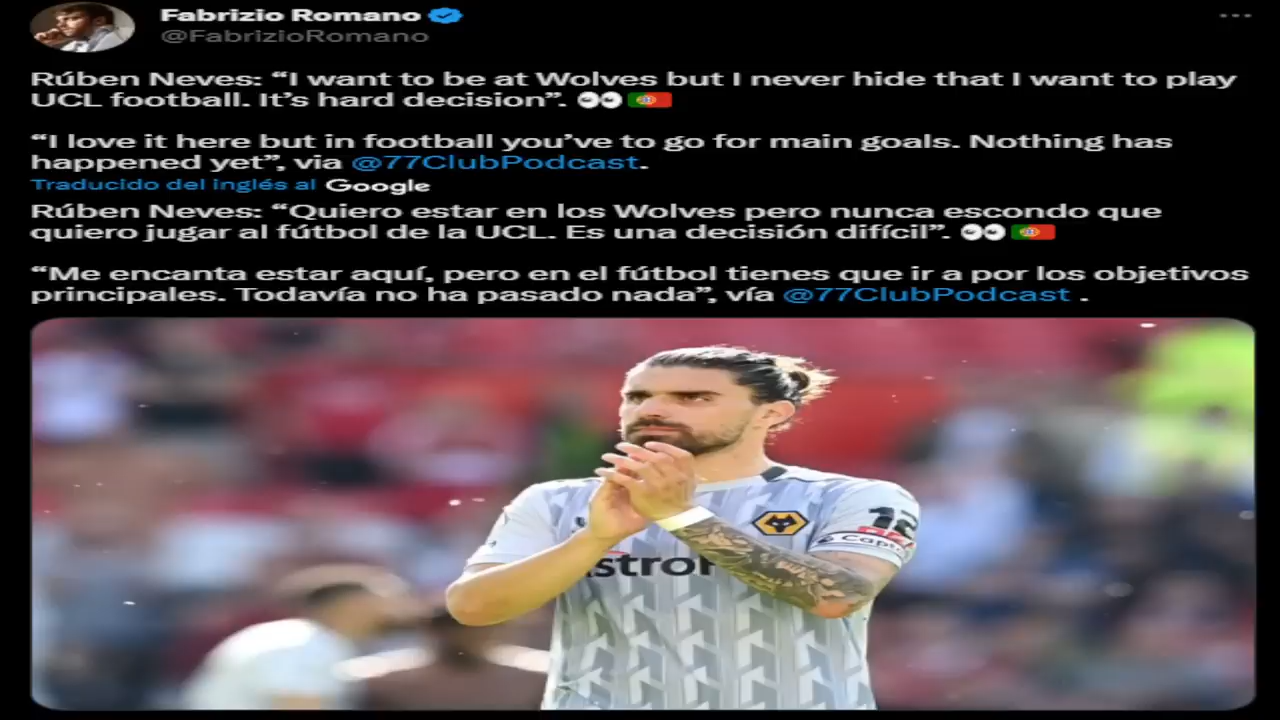 Fabrizio Romano
@FabrizioRomano
Rúben Neves: “I want to be at Wolves but I never hide that I want to play
UCL football. It’s hard decision”. 👀🇵🇹
“I love it here but in football you’ve to go for main goals. Nothing has
happened yet”, via @77ClubPodcast.
Traducido del inglés al Google
Rúben Neves: “Quiero estar en los Wolves pero nunca escondo que
quiero jugar al fútbol de la UCL. Es una decisión difícil”. 👀🇵🇹
“Me encanta estar aquí, pero en el fútbol tienes que ir a por los objetivos
principales. Todavía no ha pasado nada”, vía @77ClubPodcast .
12